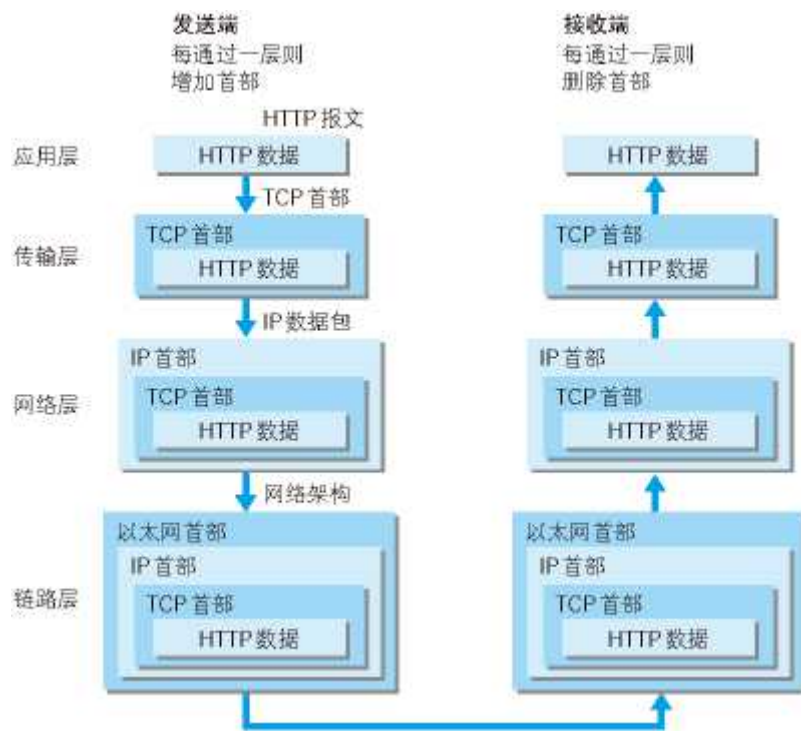 发送端
每通过一层则
增加首部
接收端
每通过一层则
删除首部
HTTP 报文
应用层
HTTP 数据
HTTP 数据
TCP 首部
传输层
TCP 首部
HTTP 数据
TCP 首部
HTTP 数据
IP 数据包
网络层
IP 首部
TCP 首部
HTTP 数据
IP 首部
TCP 首部
HTTP 数据
网络架构
链路层
以太网首部
IP 首部
TCP 首部
HTTP 数据
以太网首部
IP 首部
TCP 首部
HTTP 数据